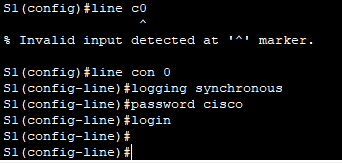 S1(config)#line c0
^
% Invalid input detected at '^' marker.
S1(config)#line con 0
S1(config-line)#logging synchronous
S1(config-line)#password cisco
S1(config-line)#login
S1(config-line)#
S1(config-line)#